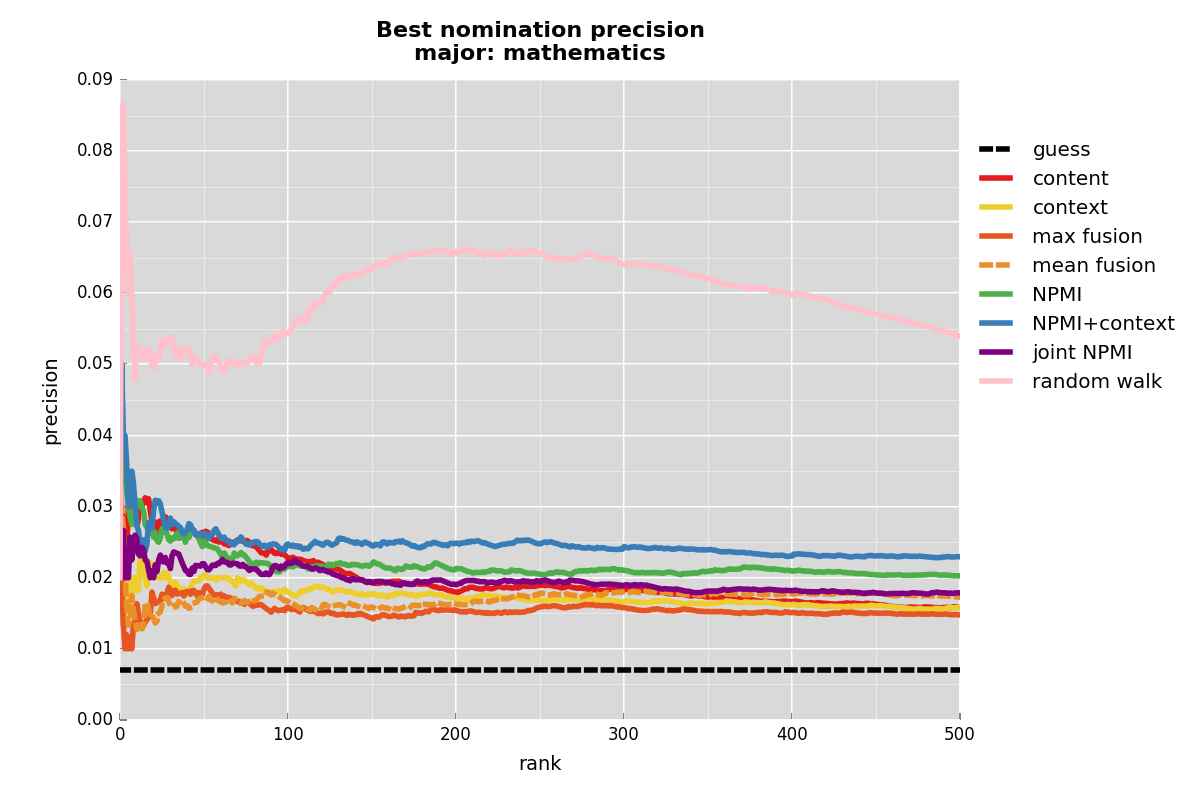 Best nomination precision
major: mathematics
0.09
0.08
0.07
0.06
0.05
0.04
0.03
0.02
0.01
0.00
precision
0
100
200
300
400
500
rank
guess
content
context
max fusion
mean fusion
NPMI
NPMI+context
joint NPMI
random walk